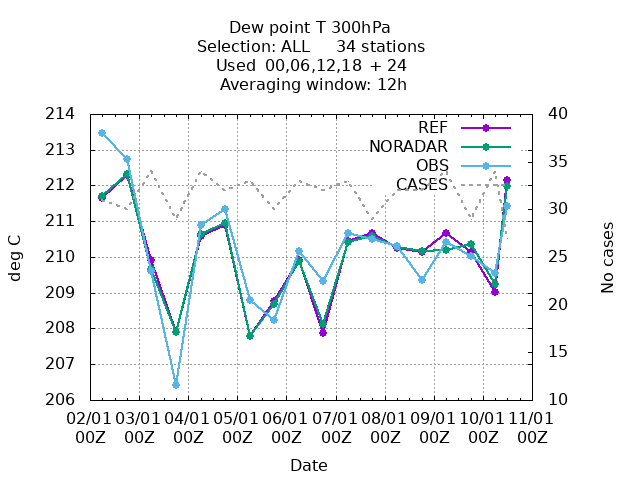 Dew point T 300hPa
Selection: ALL 34 stations
Used 00,06,12,18 + 24
Averaging window: 12h
214
213
212
211
210
209
208
207
206
deg C
40
35
30
25
20
15
10
No cases
REF
NORADAR
OBS
CASES
02/01 03/01 04/01 05/01 06/01 07/01 08/01 09/01 10/01 11/01
00Z 00Z 00Z 00Z 00Z 00Z 00Z 00Z 00Z 00Z
Date